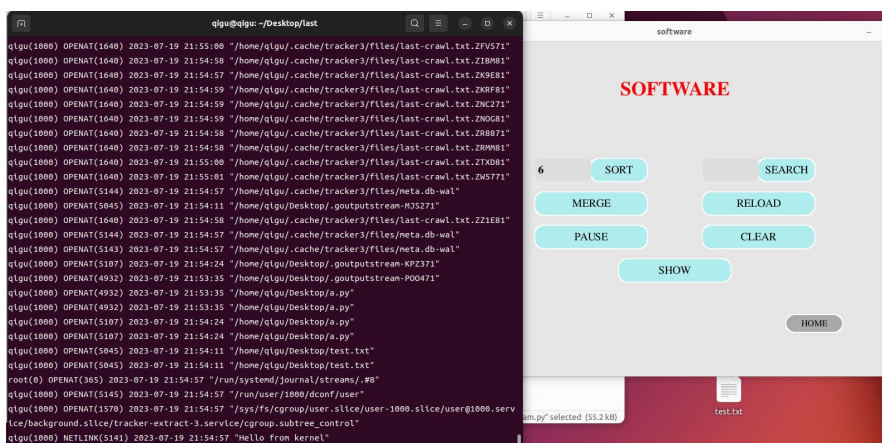 qigu@qigu: ~/Desktop/last
qigu(1000) OPENAT(1640) 2023-07-19 21:55:00 "/home/qigu/.cache/tracker3/files/last-crawl.txt.ZFVS71"
qigu(1000) OPENAT(1640) 2023-07-19 21:54:58 "/home/qigu/.cache/tracker3/files/last-crawl.txt.ZIBM81"
qigu(1000) OPENAT(1640) 2023-07-19 21:54:57 "/home/qigu/.cache/tracker3/files/last-crawl.txt.ZK9E81"
qigu(1000) OPENAT(1640) 2023-07-19 21:54:59 "/home/qigu/.cache/tracker3/files/last-crawl.txt.ZKRF81"
qigu(1000) OPENAT(1640) 2023-07-19 21:54:59 "/home/qigu/.cache/tracker3/files/last-crawl.txt.ZNC271"
qigu(1000) OPENAT(1640) 2023-07-19 21:54:59 "/home/qigu/.cache/tracker3/files/last-crawl.txt.ZNOG81"
qigu(1000) OPENAT(1640) 2023-07-19 21:54:58 "/home/qigu/.cache/tracker3/files/last-crawl.txt.ZR8871"
qigu(1000) OPENAT(1640) 2023-07-19 21:54:58 "/home/qigu/.cache/tracker3/files/last-crawl.txt.ZRMM81"
qigu(1000) OPENAT(1640) 2023-07-19 21:55:00 "/home/qigu/.cache/tracker3/files/last-crawl.txt.ZTXD81"
qigu(1000) OPENAT(1640) 2023-07-19 21:55:01 "/home/qigu/.cache/tracker3/files/last-crawl.txt.ZW5771"
qigu(1000) OPENAT(5144) 2023-07-19 21:54:57 "/home/qigu/.cache/tracker3/files/meta.db-wal"
qigu(1000) OPENAT(5045) 2023-07-19 21:54:11 "/home/qigu/Desktop/.goutputstream-MJS271"
qigu(1000) OPENAT(1640) 2023-07-19 21:54:58 "/home/qigu/.cache/tracker3/files/last-crawl.txt.ZZ1E81"
qigu(1000) OPENAT(5144) 2023-07-19 21:54:57 "/home/qigu/.cache/tracker3/files/meta.db-wal"
qigu(1000) OPENAT(5143) 2023-07-19 21:54:57 "/home/qigu/.cache/tracker3/files/meta.db-wal"
qigu(1000) OPENAT(5107) 2023-07-19 21:54:24 "/home/qigu/Desktop/.goutputstream-KPZ371"
qigu(1000) OPENAT(4932) 2023-07-19 21:53:35 "/home/qigu/Desktop/.goutputstream-POO471"
qigu(1000) OPENAT(4932) 2023-07-19 21:53:35 "/home/qigu/Desktop/a.py"
qigu(1000) OPENAT(4932) 2023-07-19 21:53:35 "/home/qigu/Desktop/a.py"
qigu(1000) OPENAT(5107) 2023-07-19 21:54:24 "/home/qigu/Desktop/a.py"
qigu(1000) OPENAT(5107) 2023-07-19 21:54:24 "/home/qigu/Desktop/a.py"
qigu(1000) OPENAT(5045) 2023-07-19 21:54:11 "/home/qigu/Desktop/test.txt"
qigu(1000) OPENAT(5045) 2023-07-19 21:54:11 "/home/qigu/Desktop/test.txt"
root(0) OPENAT(365) 2023-07-19 21:54:57 "/run/systemd/journal/streams/.#8"
qigu(1000) OPENAT(5145) 2023-07-19 21:54:57 "/run/user/1000/dconf/user"
qigu(1000) OPENAT(1570) 2023-07-19 21:54:57 "/sys/fs/cgroup/user.slice/user-1000.slice/user@1000.serv
ice/background.slice/tracker-extract-3.service/cgroup.subtree_control"
qigu(1000) NETLINK(5141) 2023-07-19 21:54:57 "Hello from kernel"
software
SOFTWARE
6 SORT SEARCH
MERGE RELOAD
PAUSE CLEAR
SHOW
HOME
am.py" selected (55.2 kB)
test.txt